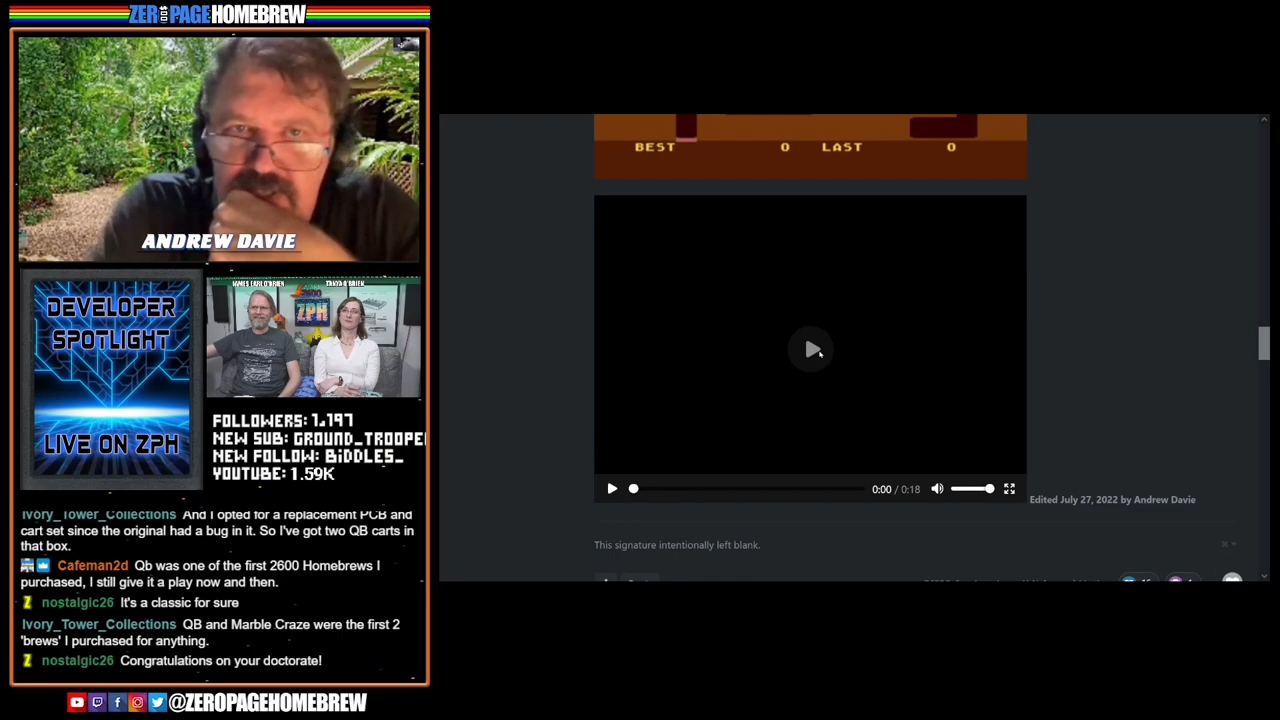 ZEROPAGEHOMEBREW
ANDREW DAVIE
DEVELOPER
SPOTLIGHT
LIVE ON ZPH
JAMES EARL O'BRIEN
TANYA O'BRIEN
2600
ZPH
FOLLOWERS: 1,197
NEW SUB: GROUND_TROOPE
NEW FOLLOW: BIDDLES_
YOUTUBE: 1.59K
Ivory_Tower_Collections And I opted for a replacement PCB and
cart set since the original had a bug in it. So I've got two QB carts in
that box.
Cafeman2d Qb was one of the first 2600 Homebrews I
purchased, I still give it a play now and then.
nostalgic26 It's a classic for sure
Ivory_Tower_Collections QB and Marble Craze were the first 2
'brews' I purchased for anything.
nostalgic26 Congratulations on your doctorate!
@ZEROPAGEHOMEBREW
BEST 0 LAST 0
0:00 / 0:18
Edited July 27, 2022 by Andrew Davie
This signature intentionally left blank.